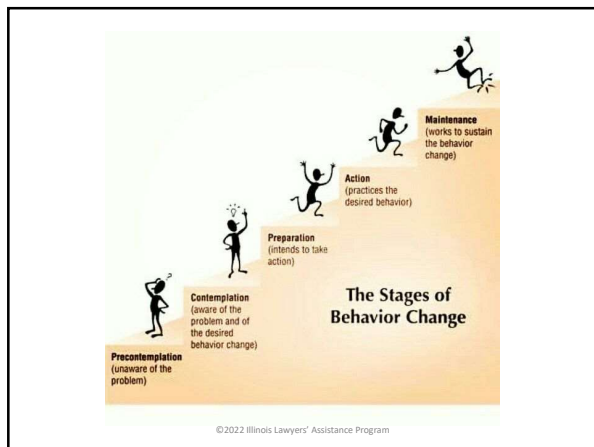 Maintenance
(works to sustain
the behavior
change)
Action
(practices the
desired behavior)
Preparation
(intends to take
action)
Contemplation
(aware of the
problem and of
the desired
behavior change)
Precontemplation
(unaware of the
problem)
The Stages of
Behavior Change
?
©2022 Illinois Lawyers' Assistance Program